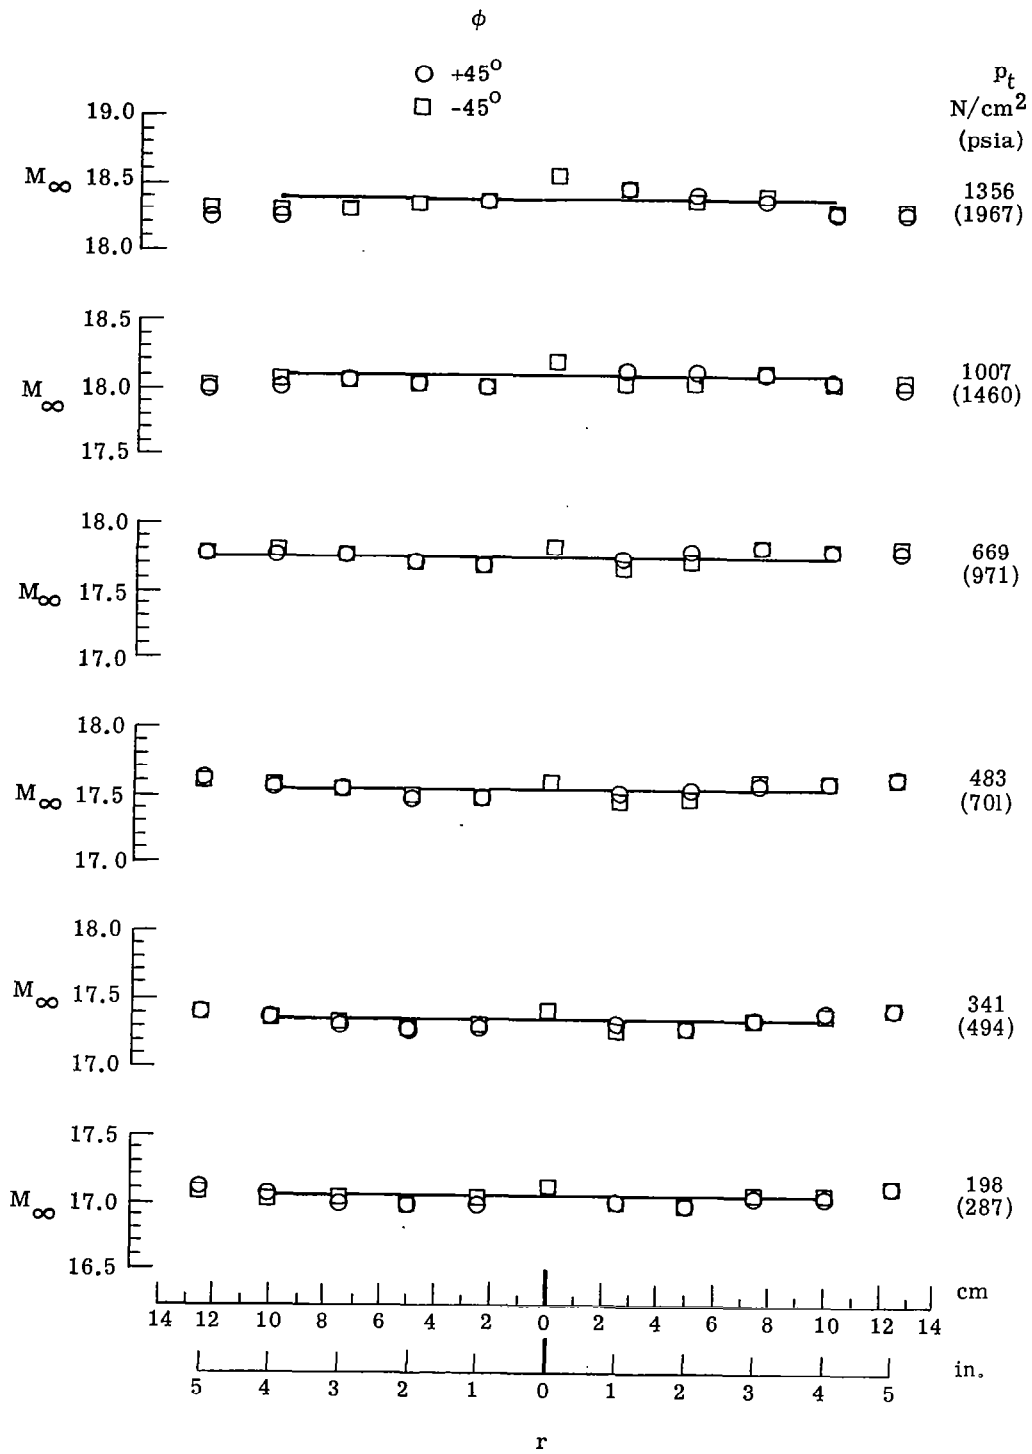 ϕ
+45°
-45°
p_t
N/cm²
(psia)
19.0
M∞ 18.5
18.0
1356
(1967)
18.5
M∞ 18.0
17.5
1007
(1460)
18.0
M∞ 17.5
17.0
669
(971)
18.0
M∞ 17.5
17.0
483
(701)
18.0
M∞ 17.5
17.0
341
(494)
17.5
M∞ 17.0
16.5
198
(287)
cm
14 12 10 8 6 4 2 0 2 4 6 8 10 12 14
in.
5 4 3 2 1 0 1 2 3 4 5
r